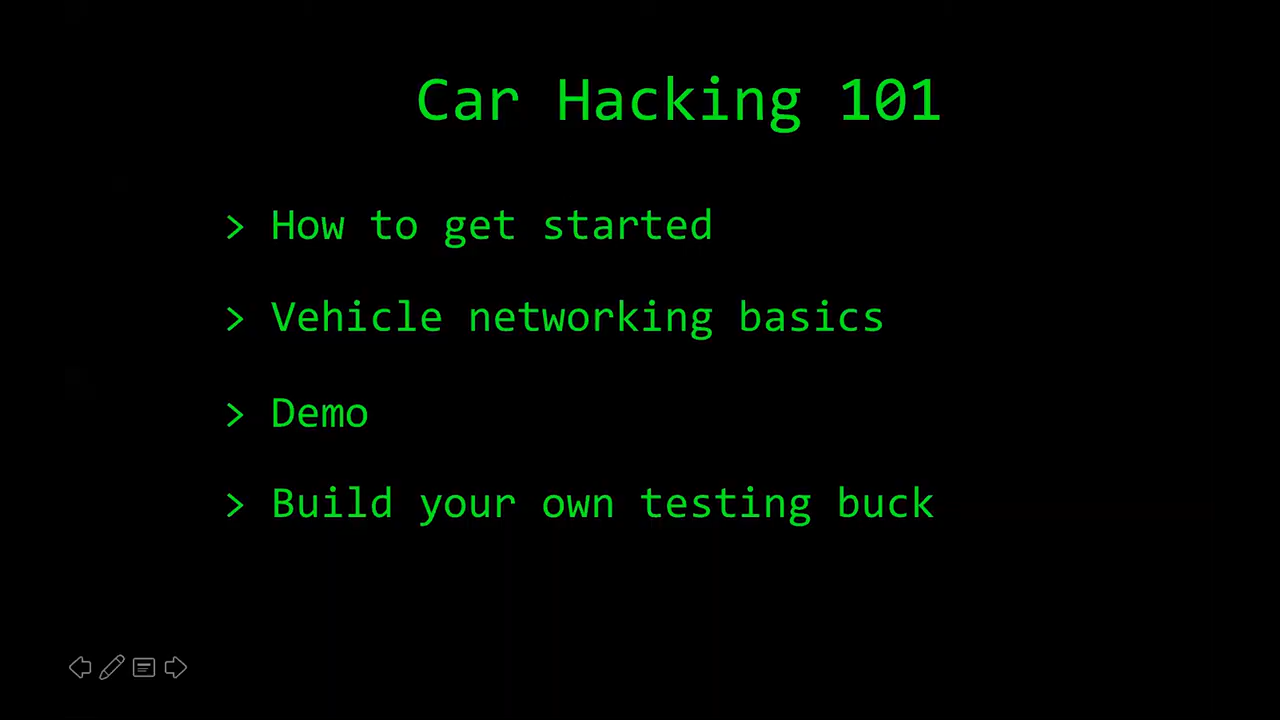 Car Hacking 101
> How to get started
> Vehicle networking basics
> Demo
> Build your own testing buck